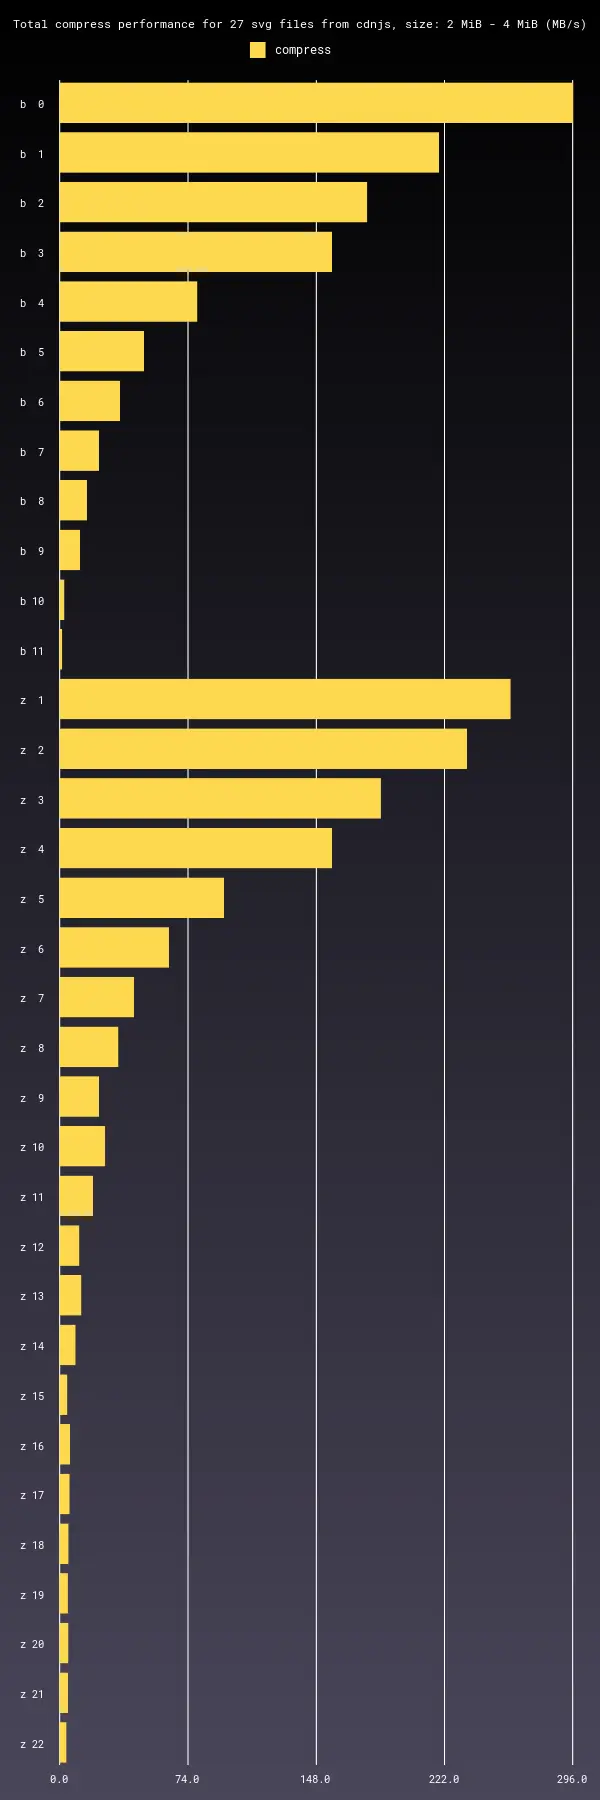 Total compress performance for 27 svg files from cdnjs, size: 2 MiB - 4 MiB (MB/s)
compress
b  0
b  1
b  2
b  3
b  4
b  5
b  6
b  7
b  8
b  9
b 10
b 11
z  1
z  2
z  3
z  4
z  5
z  6
z  7
z  8
z  9
z 10
z 11
z 12
z 13
z 14
z 15
z 16
z 17
z 18
z 19
z 20
z 21
z 22
0.0 74.0 148.0 222.0 296.0